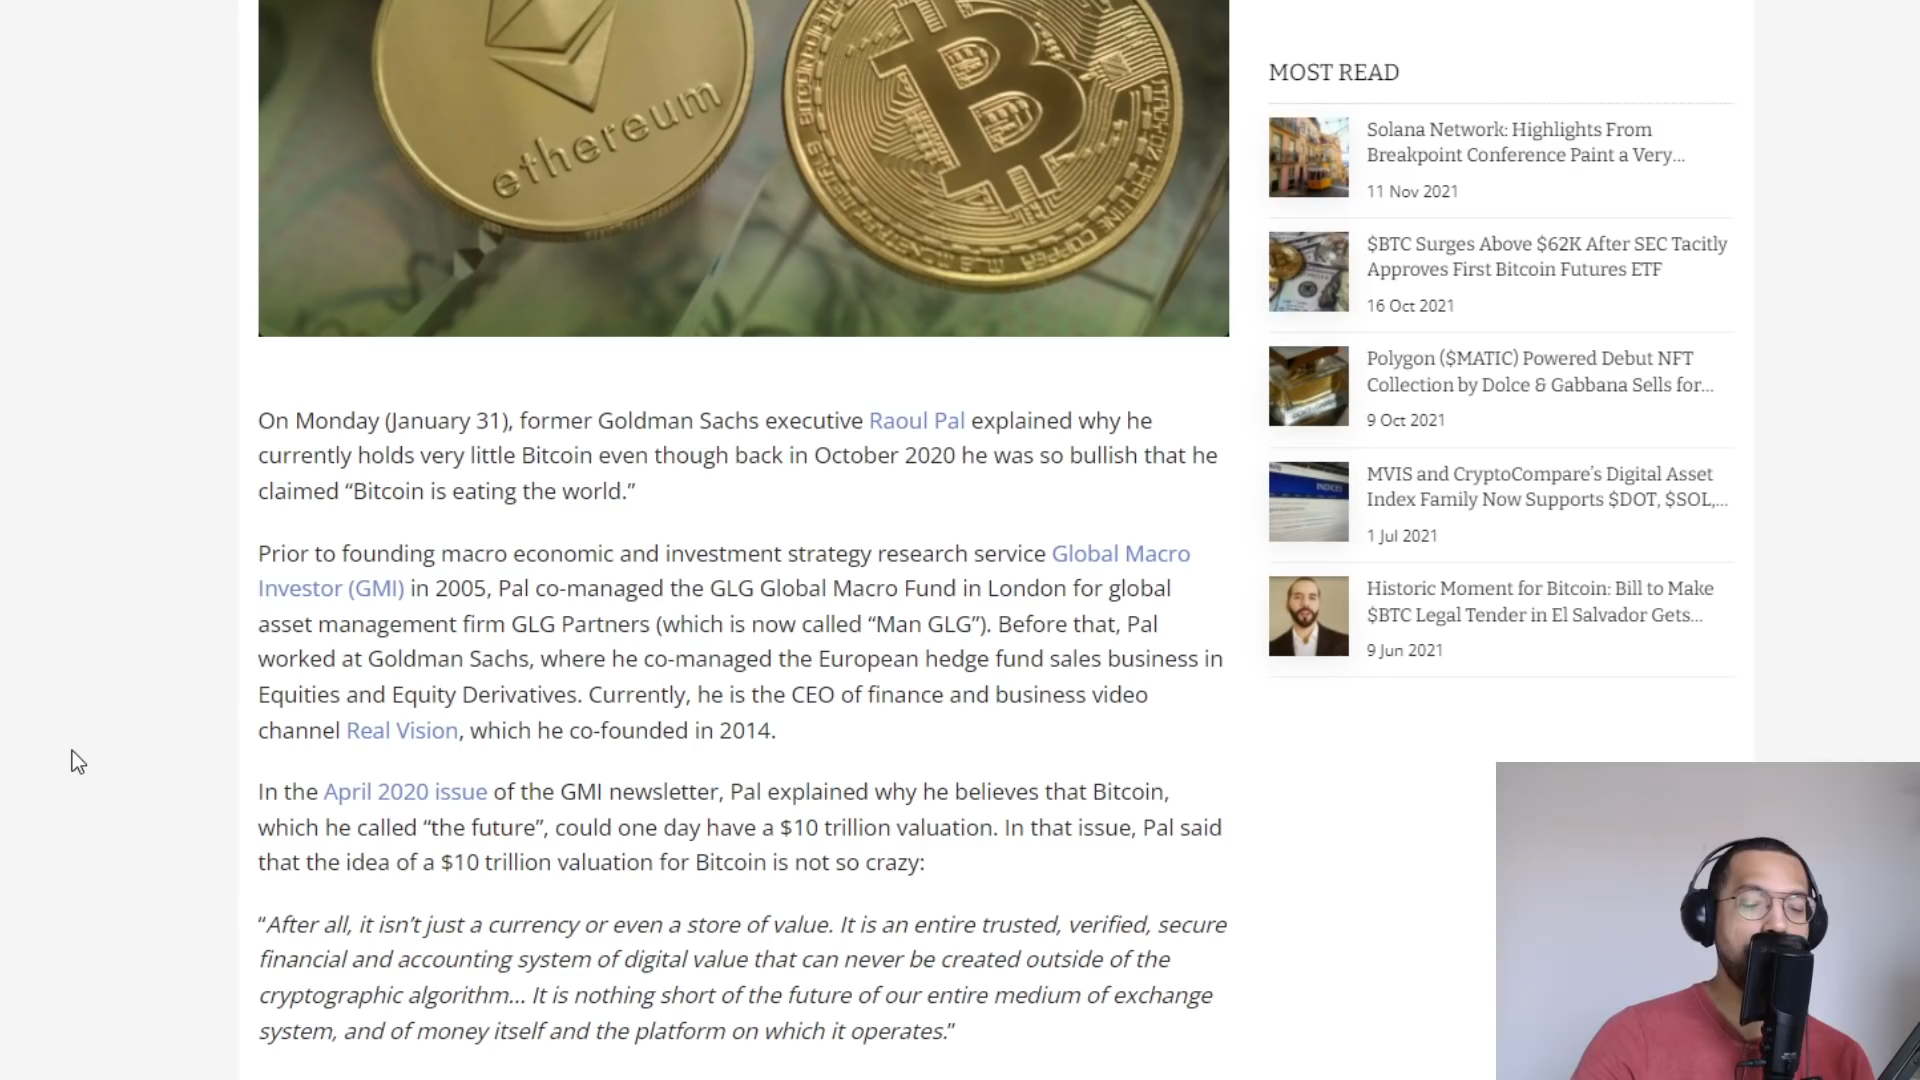 ethereum
B
MOST READ
Solana Network: Highlights From
Breakpoint Conference Paint a Very...
11 Nov 2021
$BTC Surges Above $62K After SEC Tacitly
Approves First Bitcoin Futures ETF
16 Oct 2021
Polygon ($MATIC) Powered Debut NFT
Collection by Dolce & Gabbana Sells for...
9 Oct 2021
MVIS and CryptoCompare’s Digital Asset
Index Family Now Supports $DOT, $SOL,...
1 Jul 2021
Historic Moment for Bitcoin: Bill to Make
$BTC Legal Tender in El Salvador Gets...
9 Jun 2021
On Monday (January 31), former Goldman Sachs executive Raoul Pal explained why he
currently holds very little Bitcoin even though back in October 2020 he was so bullish that he
claimed “Bitcoin is eating the world.”
Prior to founding macro economic and investment strategy research service Global Macro
Investor (GMI) in 2005, Pal co-managed the GLG Global Macro Fund in London for global
asset management firm GLG Partners (which is now called “Man GLG”). Before that, Pal
worked at Goldman Sachs, where he co-managed the European hedge fund sales business in
Equities and Equity Derivatives. Currently, he is the CEO of finance and business video
channel Real Vision, which he co-founded in 2014.
In the April 2020 issue of the GMI newsletter, Pal explained why he believes that Bitcoin,
which he called “the future”, could one day have a $10 trillion valuation. In that issue, Pal said
that the idea of a $10 trillion valuation for Bitcoin is not so crazy:
“After all, it isn’t just a currency or even a store of value. It is an entire trusted, verified, secure
financial and accounting system of digital value that can never be created outside of the
cryptographic algorithm... It is nothing short of the future of our entire medium of exchange
system, and of money itself and the platform on which it operates.”